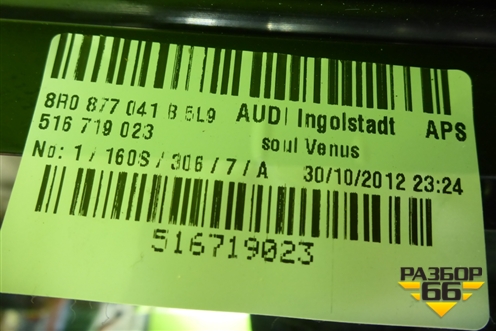 8R0 877 041 B 5L9 AUDI Ingolstadt APS
516 719 023 soul Venus
No: 1 / 160S / 306 / 7 / A 30/10/2012 23:24
516719023
РАЗБОР
66